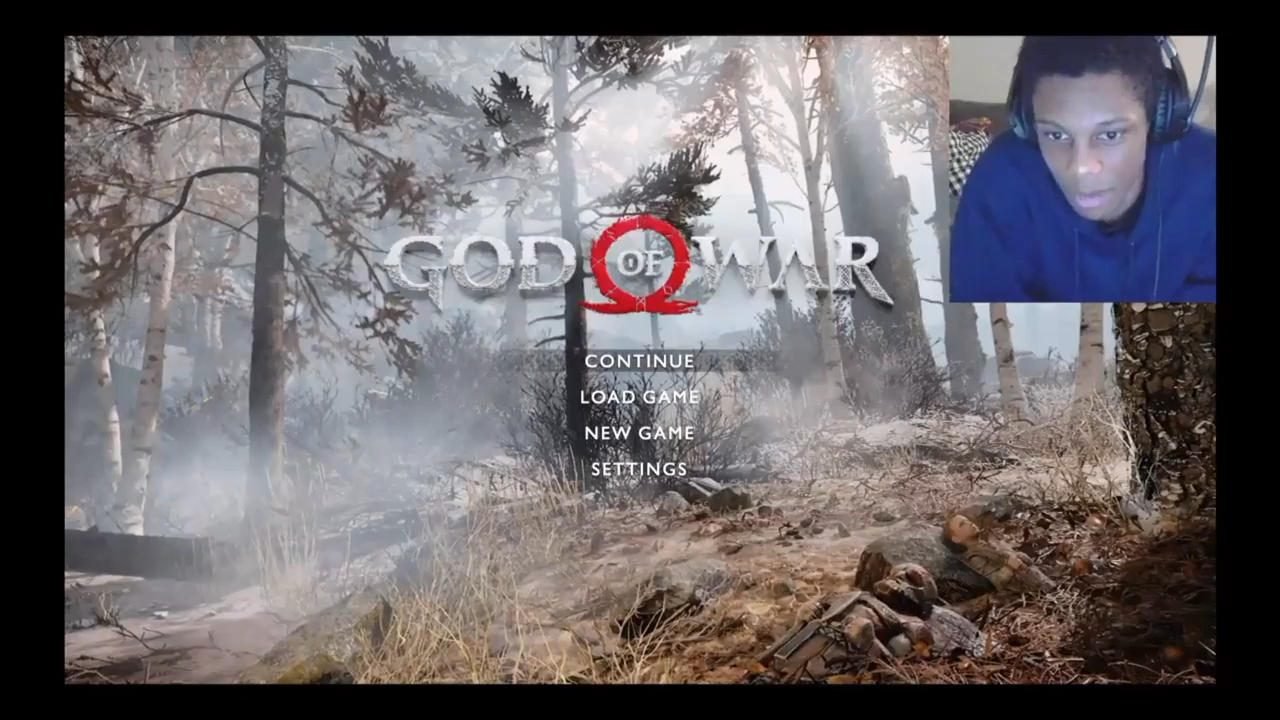 GOD OF WAR
CONTINUE
LOAD GAME
NEW GAME
SETTINGS